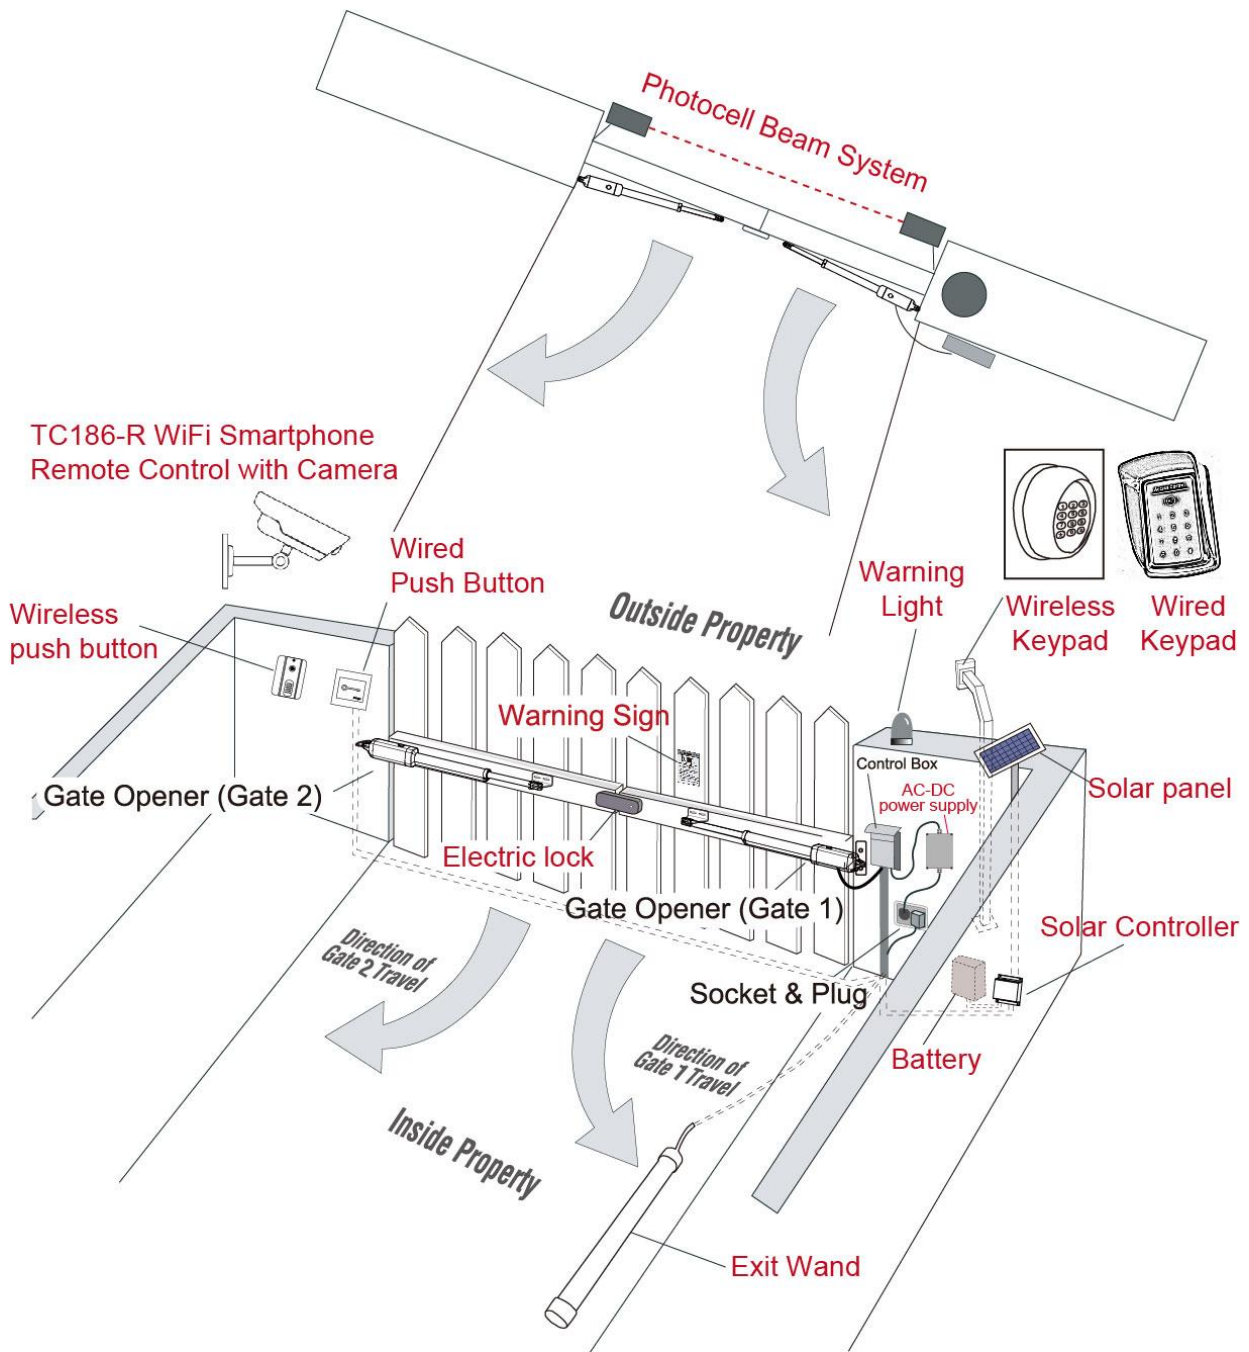 Photocell Beam System
TC186-R WiFi Smartphone
Remote Control with Camera
Wired
Push Button
Wireless
push button
Outside Property
Warning
Light
Wireless
Keypad
Wired
Keypad
Warning Sign
Control Box
AC-DC
power supply
Solar panel
Gate Opener (Gate 2)
Electric lock
Gate Opener (Gate 1)
Solar Controller
Direction of
Gate 2 Travel
Socket & Plug
Direction of
Gate 1 Travel
Battery
Inside Property
Exit Wand